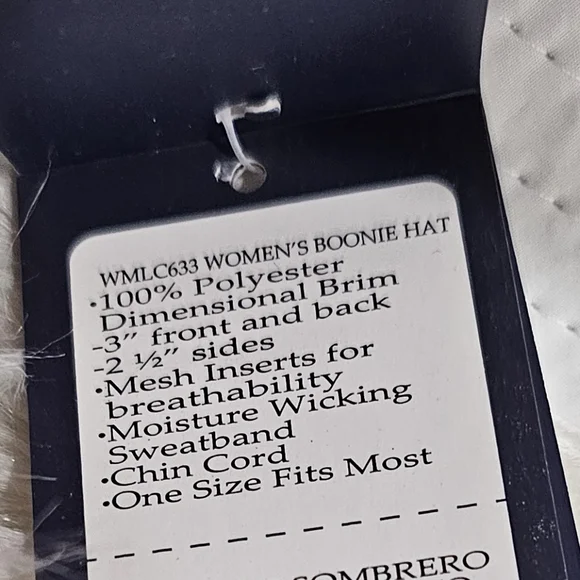 WMLC633 WOMEN'S BOONIE HAT
•100% Polyester
Dimensional Brim
-3" front and back
-2 ½" sides
•Mesh Inserts for
breathability
•Moisture Wicking
Sweatband
•Chin Cord
•One Size Fits Most
SOMBRERO